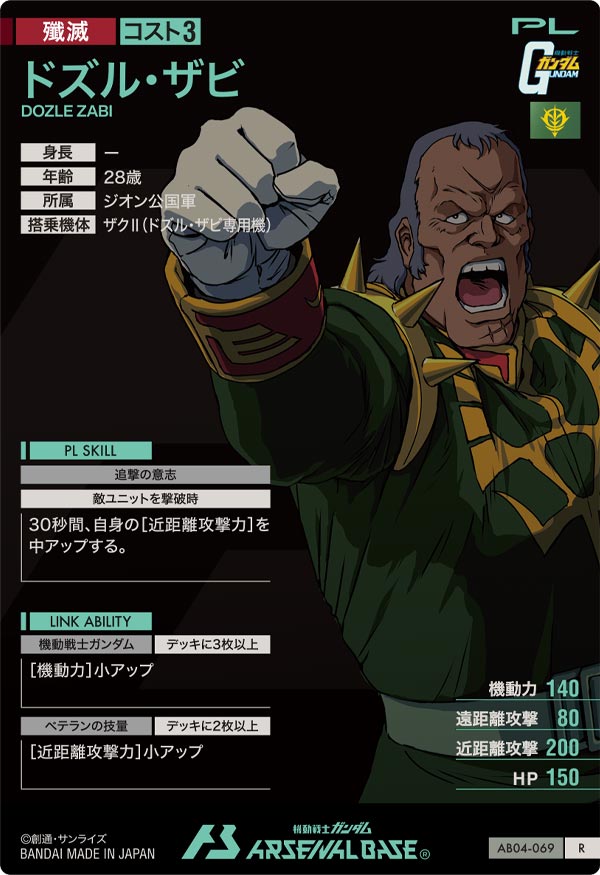 殲滅 コスト3
PL
機動戦士
ガンダム
GUNDAM
ドズル・ザビ
DOZLE ZABI
身長 ー
年齢 28歳
所属 ジオン公国軍
搭乗機体 ザクⅡ(ドズル・ザビ専用機)
PL SKILL
追撃の意志
敵ユニットを撃破時
30秒間、自身の[近距離攻撃力]を
中アップする。
LINK ABILITY
機動戦士ガンダム デッキに3枚以上
[機動力]小アップ
ベテランの技量 デッキに2枚以上
[近距離攻撃力]小アップ
機動力 140
遠距離攻撃 80
近距離攻撃 200
HP 150
©創通・サンライズ
BANDAI MADE IN JAPAN
機動戦士ガンダム
ARSENAL BASE®
AB04-069 R